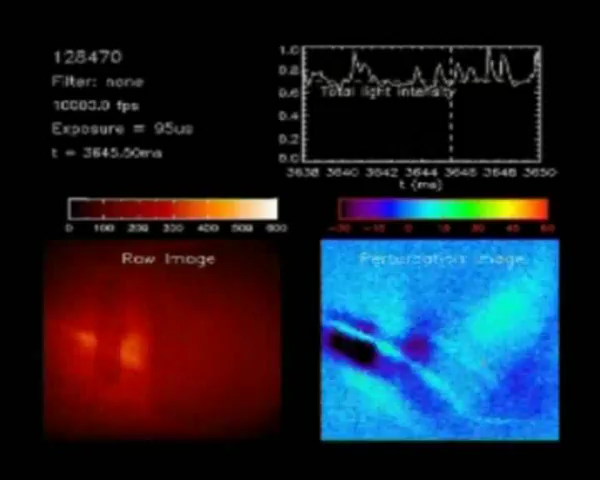 128470
Filter: none
10000.0 fps
Exposure = 95us
t = 3645.50ms
1.0
0.8
0.6
0.4
0.2
0.0
Total light intensity
3638 3640 3642 3644 3646 3648 3650
t (ms)
0 100 200 300 400 500 600
0
Raw Image
Perturbation Image